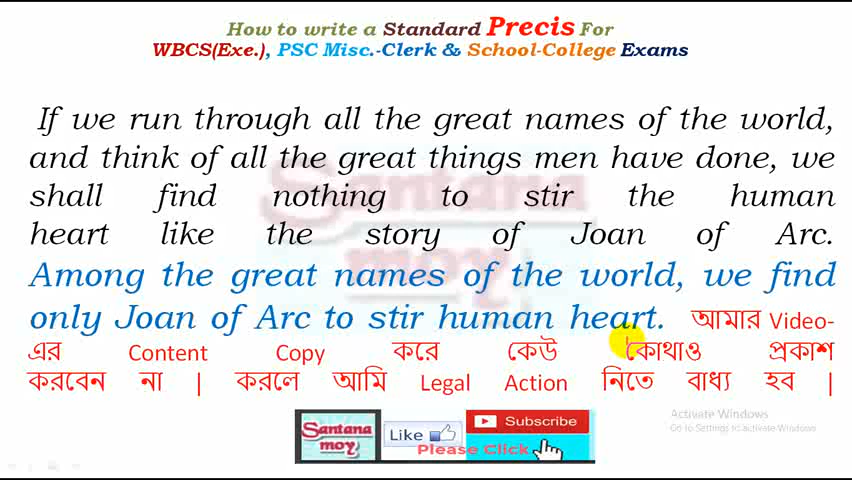 How to write a Standard Precis For
WBCS(Exe.), PSC Misc.-Clerk & School-College Exams
If we run through all the great names of the world,
and think of all the great things men have done, we
shall find nothing to stir the human
heart like the story of Joan of Arc.
Among the great names of the world, we find
only Joan of Arc to stir human heart. আমার Video-
এর Content Copy করে কেউ কোথাও প্রকাশ
করবেন না | করলে আমি Legal Action নিতে বাধ্য হব |
Santana
moy
Santana
moy
Like
Subscribe
Please Click
Activate Windows
Go to Settings to activate Windows